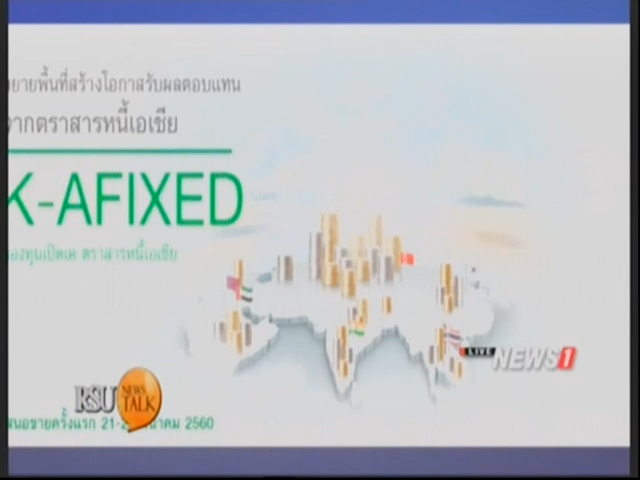 ขยายพื้นที่สร้างโอกาสรับผลตอบแทน
จากตราสารหนี้เอเชีย
K-AFIXED
กองทุนเปิดเค ตราสารหนี้เอเชีย
LIVE NEWS1
RSU NEWS TALK
เสนอขายครั้งแรก 21-2 2560